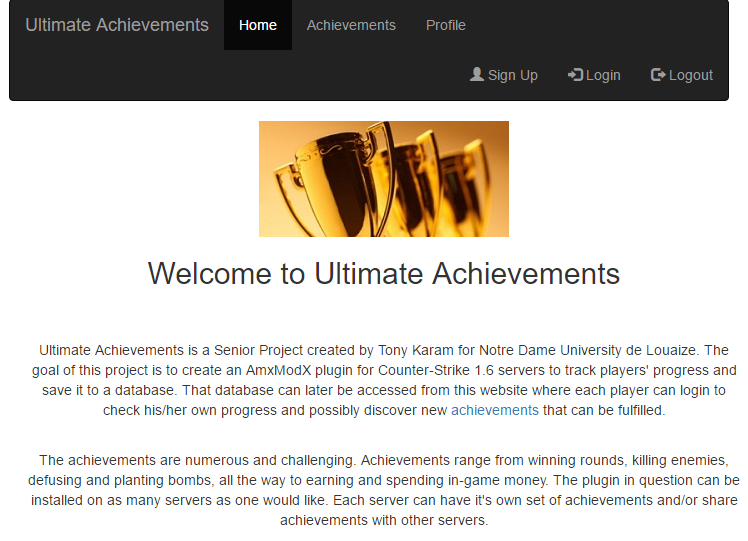 Ultimate Achievements Home Achievements Profile
Sign Up Login Logout
Welcome to Ultimate Achievements
Ultimate Achievements is a Senior Project created by Tony Karam for Notre Dame University de Louaize. The
goal of this project is to create an AmxModX plugin for Counter-Strike 1.6 servers to track players' progress and
save it to a database. That database can later be accessed from this website where each player can login to
check his/her own progress and possibly discover new achievements that can be fulfilled.
The achievements are numerous and challenging. Achievements range from winning rounds, killing enemies,
defusing and planting bombs, all the way to earning and spending in-game money. The plugin in question can be
installed on as many servers as one would like. Each server can have it's own set of achievements and/or share
achievements with other servers.